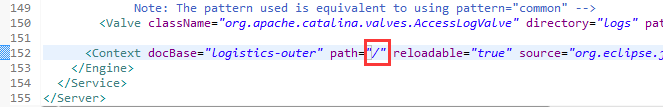 149 Note: The pattern used is equivalent to using pattern="common" -->
150 <Valve className="org.apache.catalina.valves.AccessLogValve" directory="logs"
151
152 <Context docBase="logistics-outer" path="/" reloadable="true" source="org.eclipse.j
153 </Engine>
154 </Service>
155 </Server>